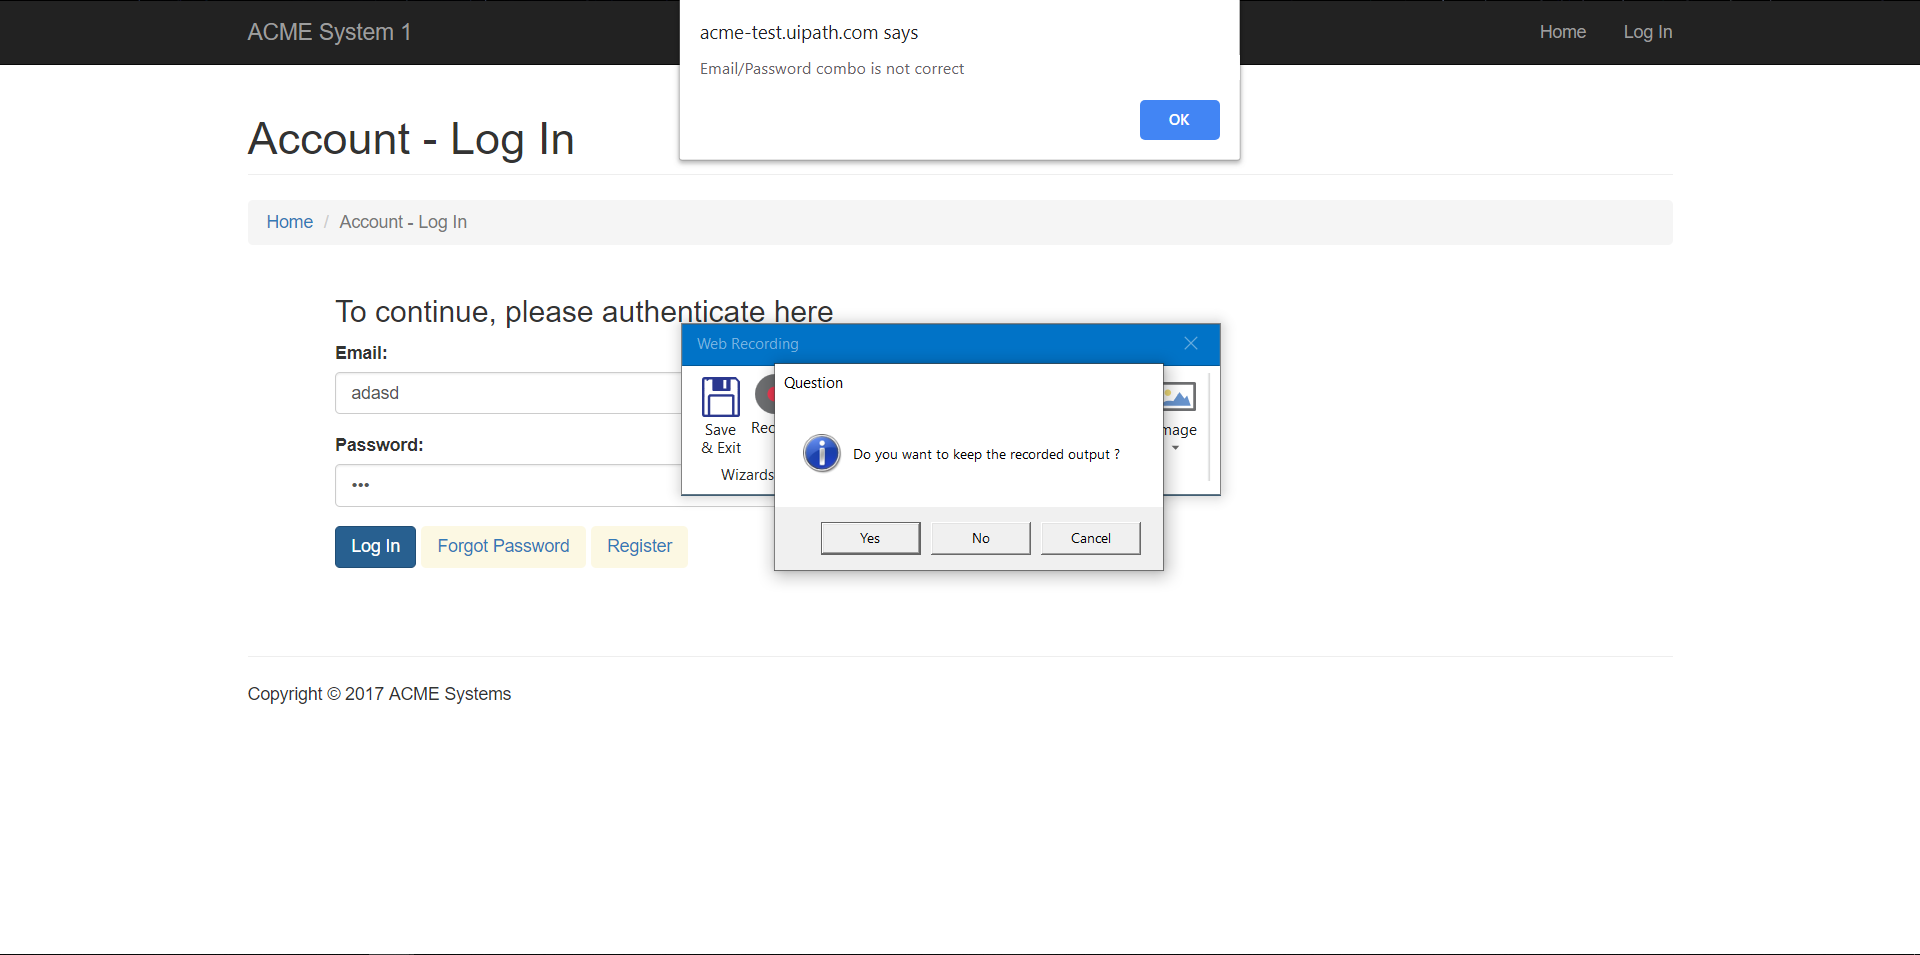 ACME System 1
Home
Log In
acme-test.uipath.com says
Email/Password combo is not correct
OK
Account - Log In
Home / Account - Log In
To continue, please authenticate here
Email:
adasd
Password:
•••
Log In
Forgot Password
Register
Web Recording
Save
& Exit
Rec
Wizards
mage
Question
Do you want to keep the recorded output ?
Yes
No
Cancel
Copyright © 2017 ACME Systems